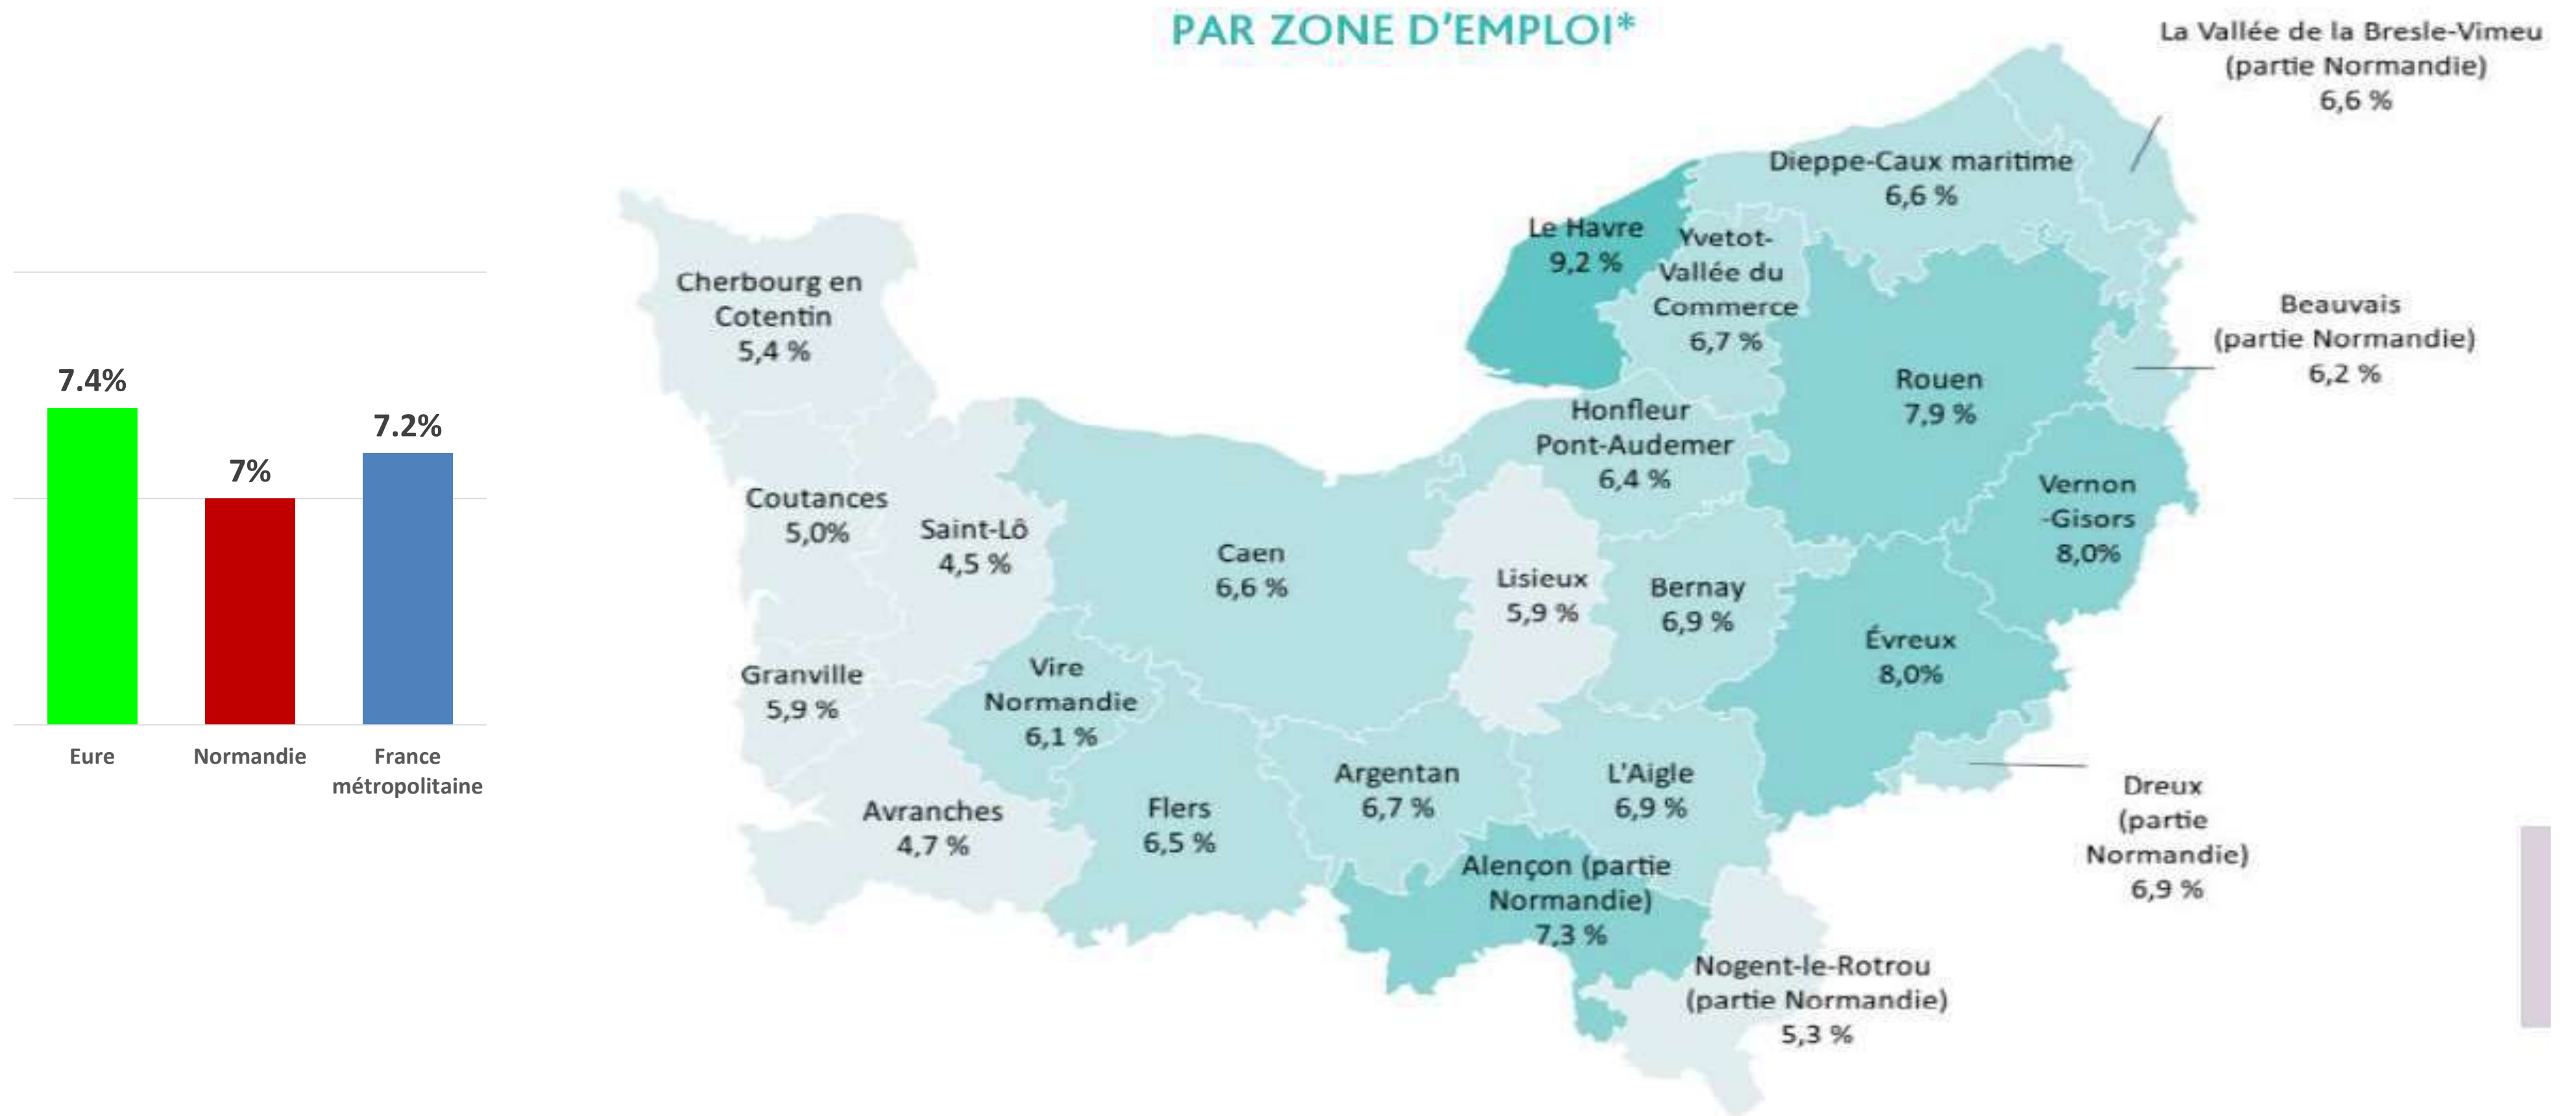 PAR ZONE D'EMPLOI*
7.4%
7%
7.2%
Eure
Normandie
France
métropolitaine
La Vallée de la Bresle-Vimeu
(partie Normandie)
6,6 %
Dieppe-Caux maritime
6,6 %
Le Havre
9,2 %
Yvetot-
Vallée du
Commerce
6,7 %
Cherbourg en
Cotentin
5,4 %
Beauvais
(partie Normandie)
6,2 %
Rouen
7,9 %
Honfleur
Pont-Audemer
6,4 %
Vernon
-Gisors
8,0%
Coutances
5,0%
Saint-Lô
4,5 %
Caen
6,6 %
Lisieux
5,9 %
Bernay
6,9 %
Évreux
8,0%
Granville
5,9 %
Vire
Normandie
6,1 %
Avranches
4,7 %
Flers
6,5 %
Argentan
6,7 %
L'Aigle
6,9 %
Dreux
(partie
Normandie)
6,9 %
Alençon (partie
Normandie)
7,3 %
Nogent-le-Rotrou
(partie Normandie)
5,3 %